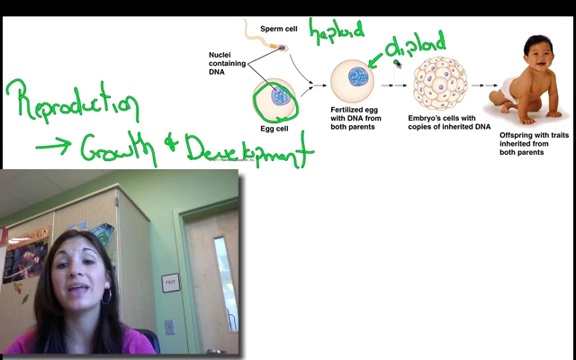 Sperm cell
haploid
diploid
Nuclei
containing
DNA
Egg cell
Fertilized egg
with DNA from
both parents
Embryo's cells with
copies of inherited DNA
Offspring with traits
inherited from
both parents
Reproduction
→ Growth & Development